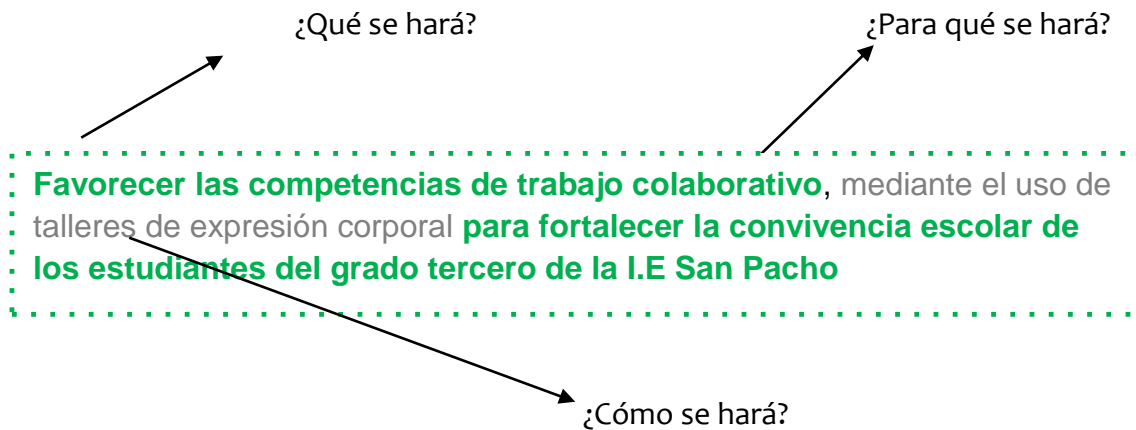 ¿Qué se hará?
¿Para qué se hará?
Favorecer las competencias de trabajo colaborativo, mediante el uso de
talleres de expresión corporal para fortalecer la convivencia escolar de
los estudiantes del grado tercero de la I.E San Pacho
¿Cómo se hará?